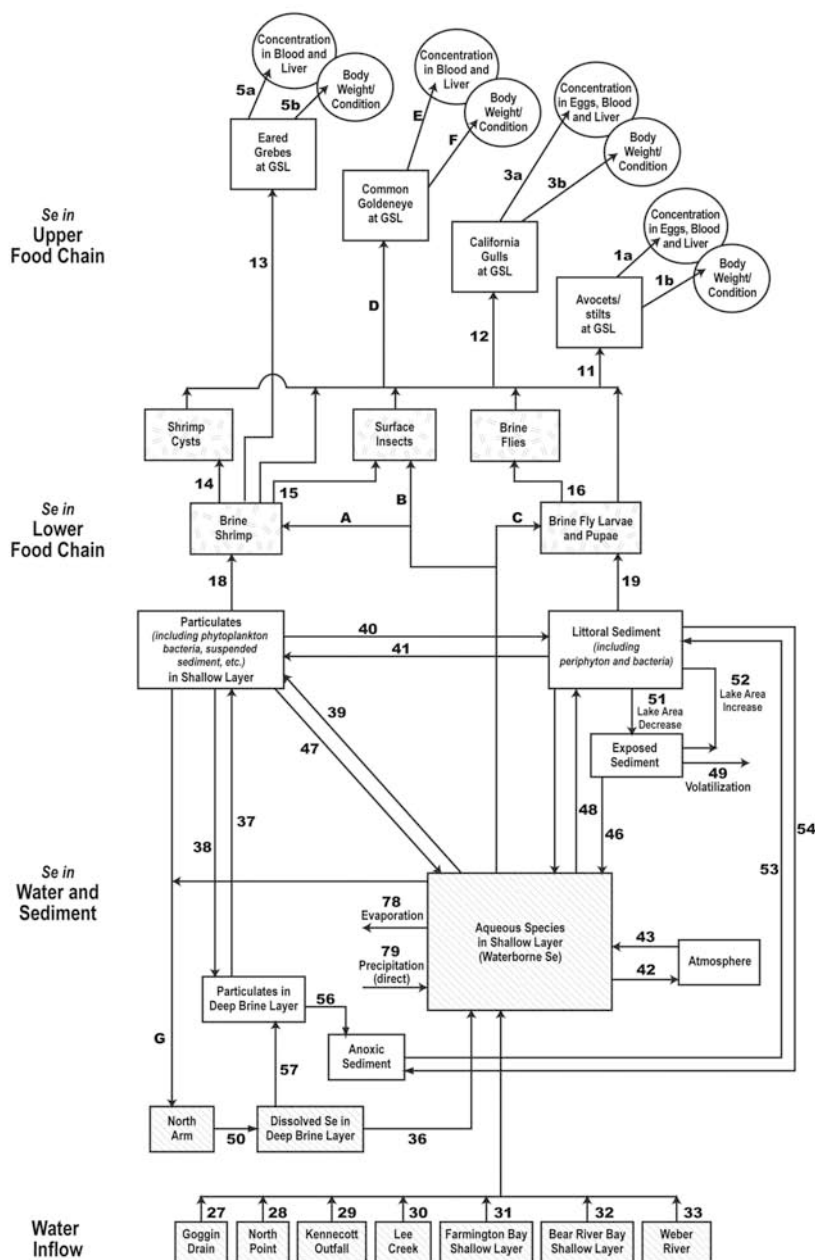 Concentration
in Blood and
Liver
Body
Weight/
Condition
5a
5b
Eared
Grebes
at GSL
Concentration
in Blood and
Liver
Body
Weight/
Condition
E
F
Common
Goldeneye
at GSL
Concentration
in Eggs, Blood
and Liver
Body
Weight/
Condition
3a
3b
California
Gulls
at GSL
Concentration
in Eggs, Blood
and Liver
Body
Weight/
Condition
1a
1b
Avocets/
stilts
at GSL
Se in
Upper
Food Chain
13
D
12
11
Shrimp
Cysts
Surface
Insects
Brine
Flies
14
15
B
16
Se in
Lower
Food Chain
Brine
Shrimp
A
C
Brine Fly Larvae
and Pupae
18
19
Particulates
(including phytoplankton
bacteria, suspended
sediment, etc.)
in Shallow Layer
40
41
Littoral Sediment
(including
periphyton and bacteria)
39
47
51
Lake Area
Decrease
52
Lake Area
Increase
Exposed
Sediment
49
Volatilization
38
37
48
46
54
53
Se in
Water and
Sediment
78
Evaporation
79
Precipitation
(direct)
Aqueous Species
in Shallow Layer
(Waterborne Se)
43
42
Atmosphere
Particulates in
Deep Brine Layer
56
Anoxic
Sediment
G
57
North
Arm
50
Dissolved Se in
Deep Brine Layer
36
Water
Inflow
27
28
29
30
31
32
33
Goggin
Drain
North
Point
Kennecott
Outfall
Lee
Creek
Farmington Bay
Shallow Layer
Bear River Bay
Shallow Layer
Weber
River